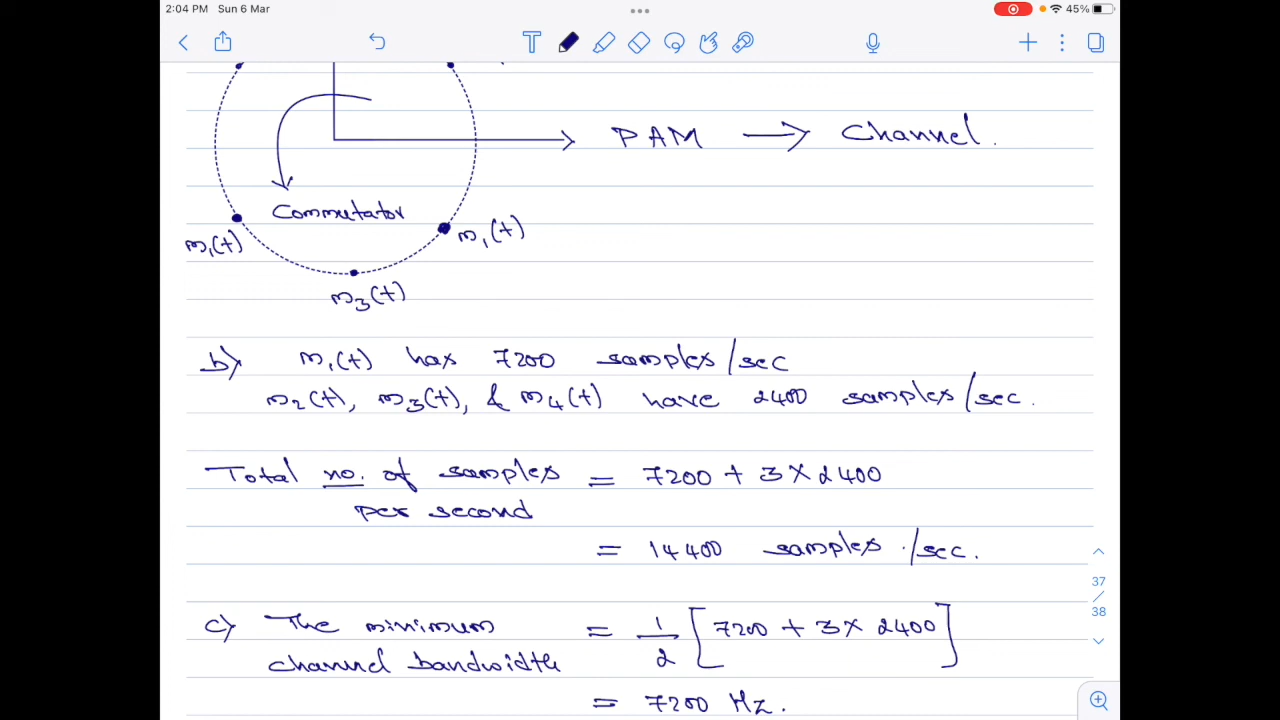 2:04 PM Sun 6 Mar
45%
T
PAM → Channel.
Commutator
m₁(t)
m₁(t)
m₃(t)
b) m₁(t) has 7200 samples/sec
m₂(t), m₃(t), & m₄(t) have 2400 samples/sec.
Total no. of samples = 7200 + 3 × 2400
per second
= 14400 samples /sec.
37
/
38
c) The minimum = 1/2 [7200 + 3 × 2400]
channel bandwidth
= 7200 Hz.